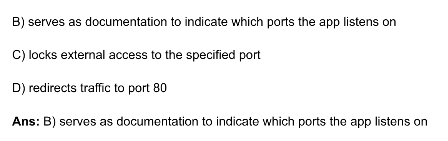 B) serves as documentation to indicate which ports the app listens on
C) locks external access to the specified port
D) redirects traffic to port 80
Ans: B) serves as documentation to indicate which ports the app listens on